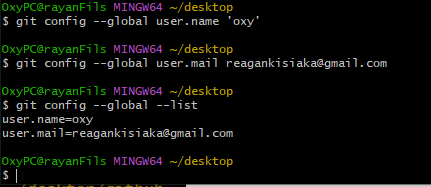 OxyPC@rayanFils MINGW64 ~/desktop
$ git config --global user.name 'oxy'
OxyPC@rayanFils MINGW64 ~/desktop
$ git config --global user.mail reagankisiaka@gmail.com
OxyPC@rayanFils MINGW64 ~/desktop
$ git config --global --list
user.name=oxy
user.mail=reagankisiaka@gmail.com
OxyPC@rayanFils MINGW64 ~/desktop
$